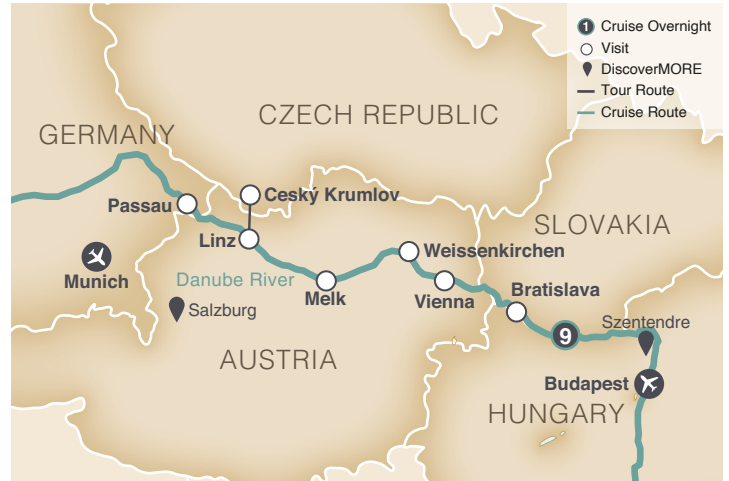 1 Cruise Overnight
Visit
DiscoverMORE
Tour Route
Cruise Route
CZECH REPUBLIC
GERMANY
Ceský Krumlov
Passau
SLOVAKIA
Linz
Weissenkirchen
Munich
Danube River
Melk
Vienna
Bratislava
Salzburg
Szentendre
9
AUSTRIA
Budapest
HUNGARY